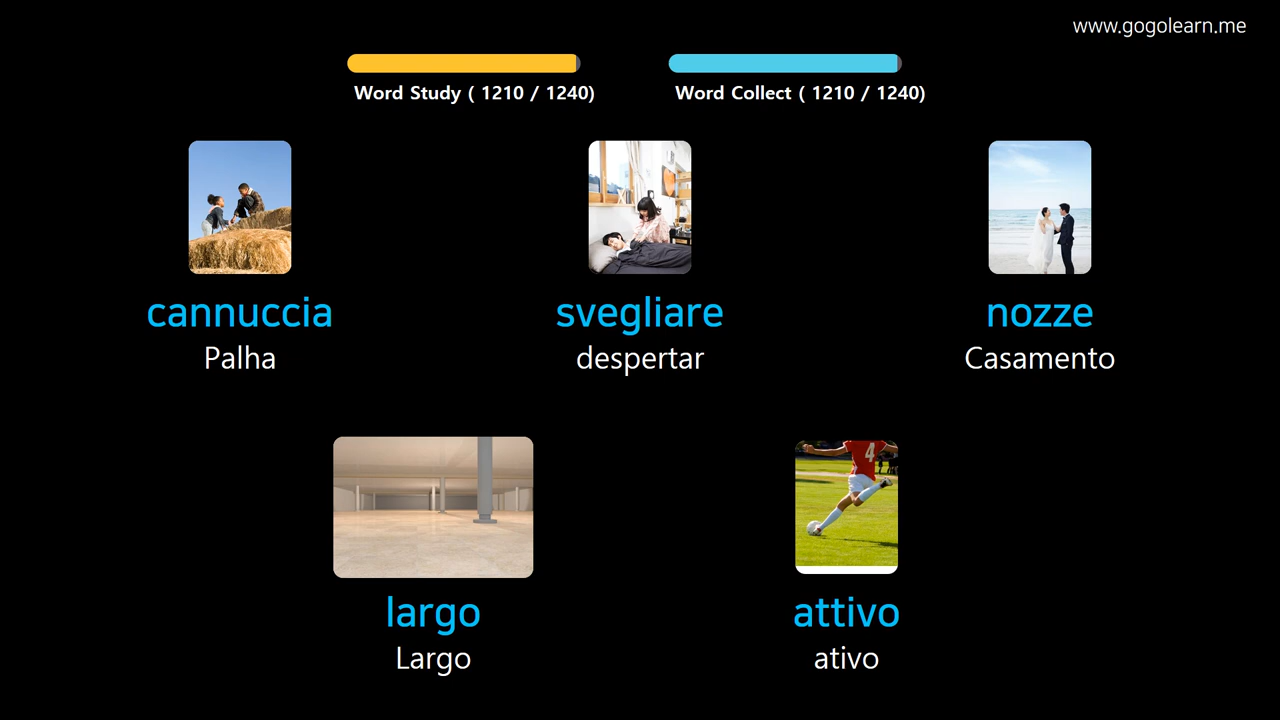 www.gogolearn.me
Word Study ( 1210 / 1240)
Word Collect ( 1210 / 1240)
cannuccia
Palha
svegliare
despertar
nozze
Casamento
largo
Largo
attivo
ativo
4